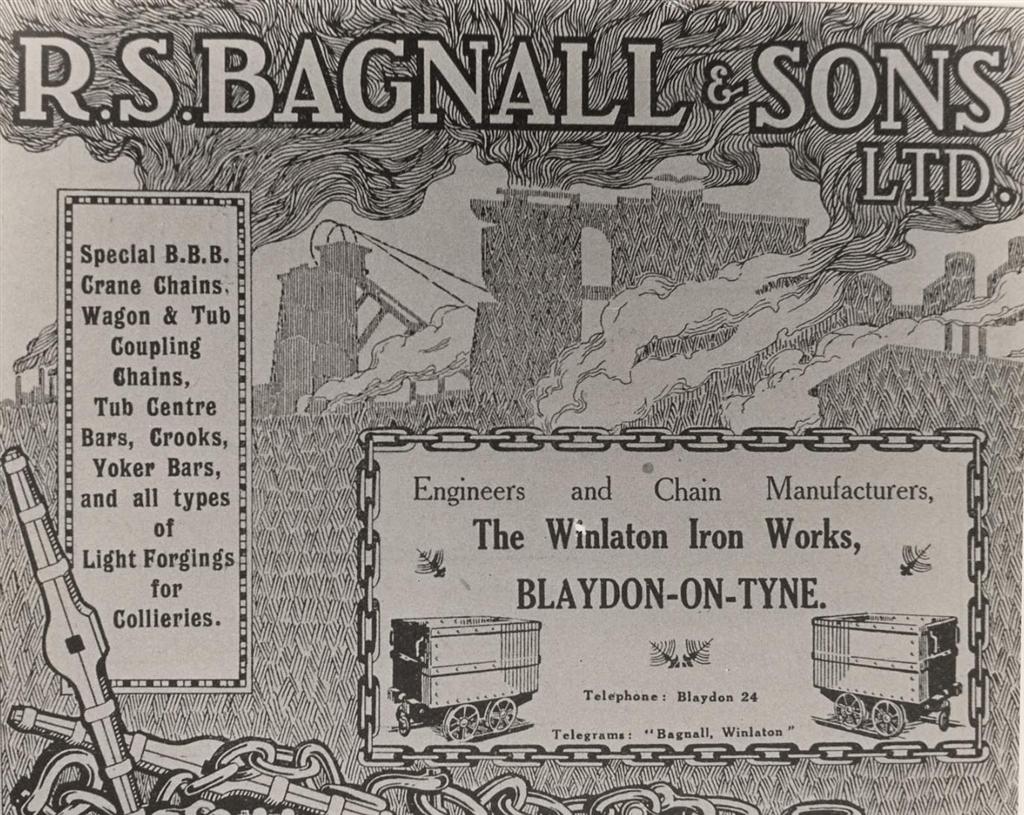 R.S.BAGNALL & SONS
LTD.
Special B.B.B.
Crane Chains,
Wagon & Tub
Coupling
Chains,
Tub Centre
Bars, Crooks,
Yoker Bars,
and all types
of
Light Forgings
for
Collieries.
Engineers and Chain Manufacturers,
The Winlaton Iron Works,
BLAYDON-ON-TYNE.
Telephone: Blaydon 24
Telegrams: "Bagnall, Winlaton"